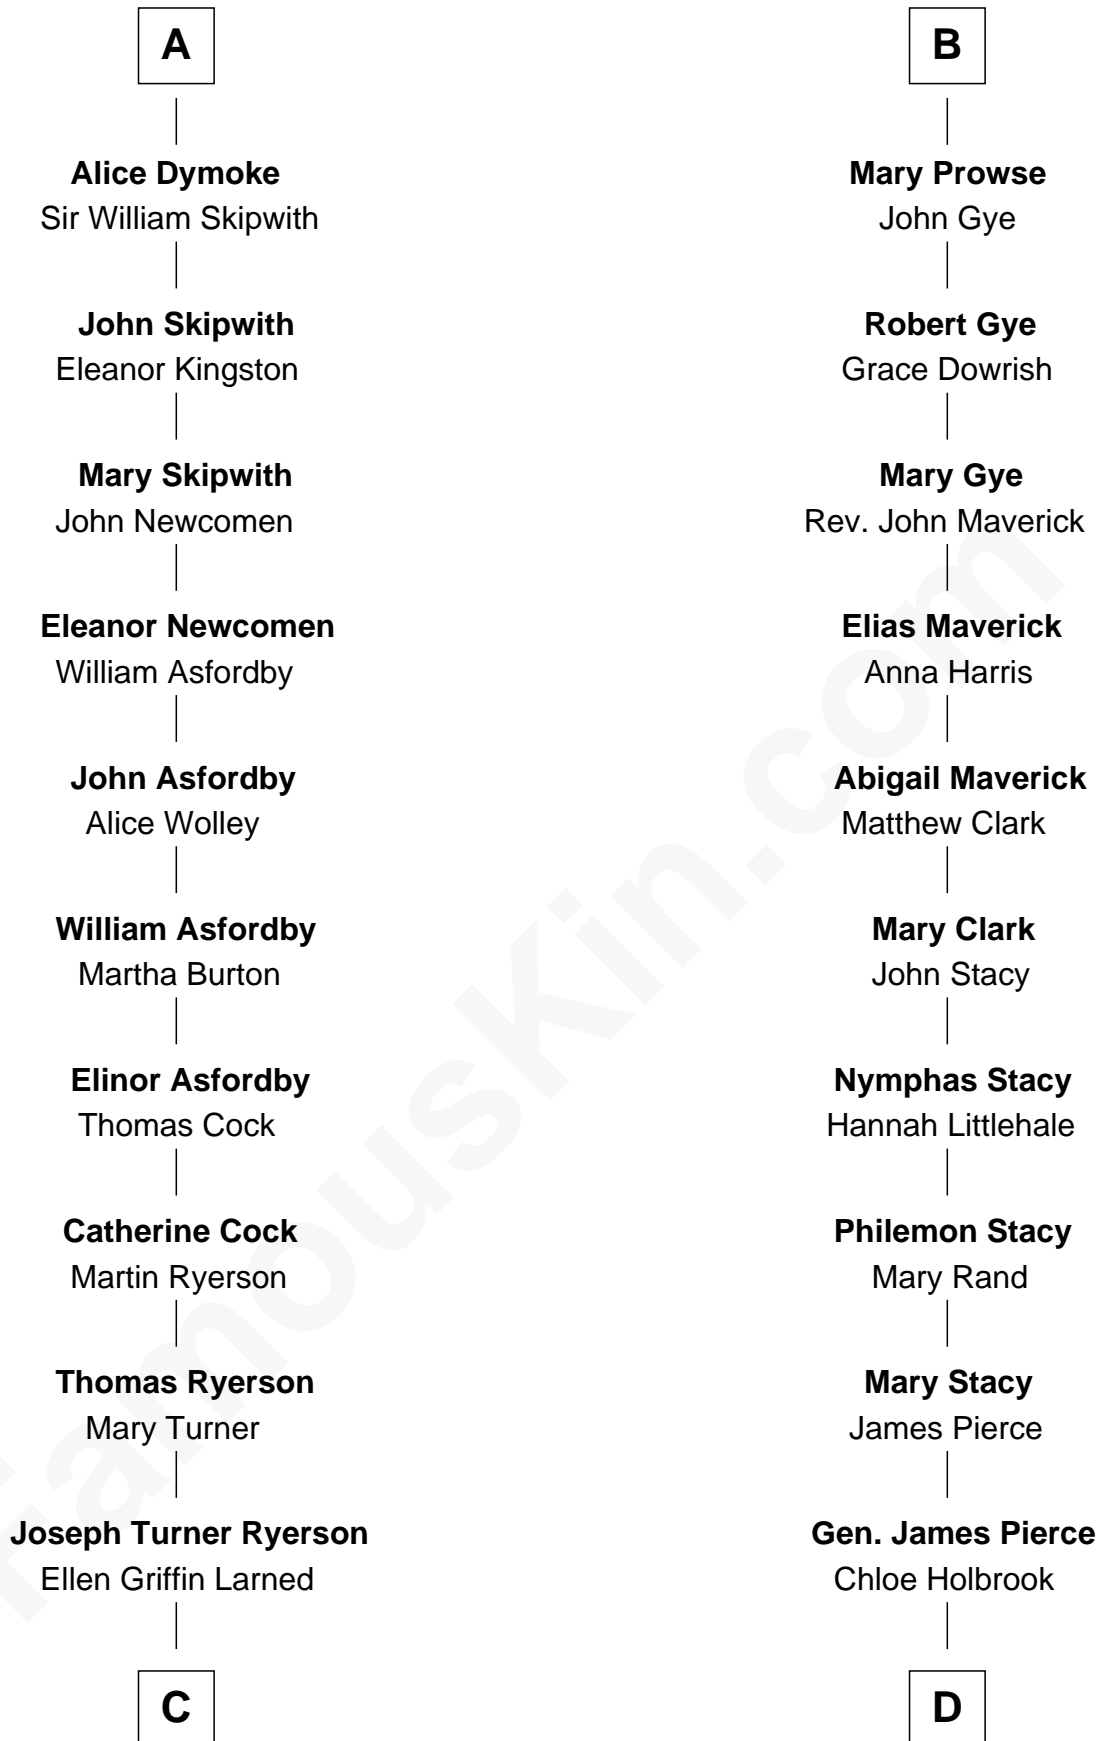 A
Alice Dymoke
Sir William Skipwith
John Skipwith
Eleanor Kingston
Mary Skipwith
John Newcomen
Eleanor Newcomen
William Asfordby
John Asfordby
Alice Wolley
William Asfordby
Martha Burton
Elinor Asfordby
Thomas Cock
Catherine Cock
Martin Ryerson
Thomas Ryerson
Mary Turner
Joseph Turner Ryerson
Ellen Griffin Larned
C
B
Mary Prowse
John Gye
Robert Gye
Grace Dowrish
Mary Gye
Rev. John Maverick
Elias Maverick
Anna Harris
Abigail Maverick
Matthew Clark
Mary Clark
John Stacy
Nymphas Stacy
Hannah Littlehale
Philemon Stacy
Mary Rand
Mary Stacy
James Pierce
Gen. James Pierce
Chloe Holbrook
D
FamousKin.com